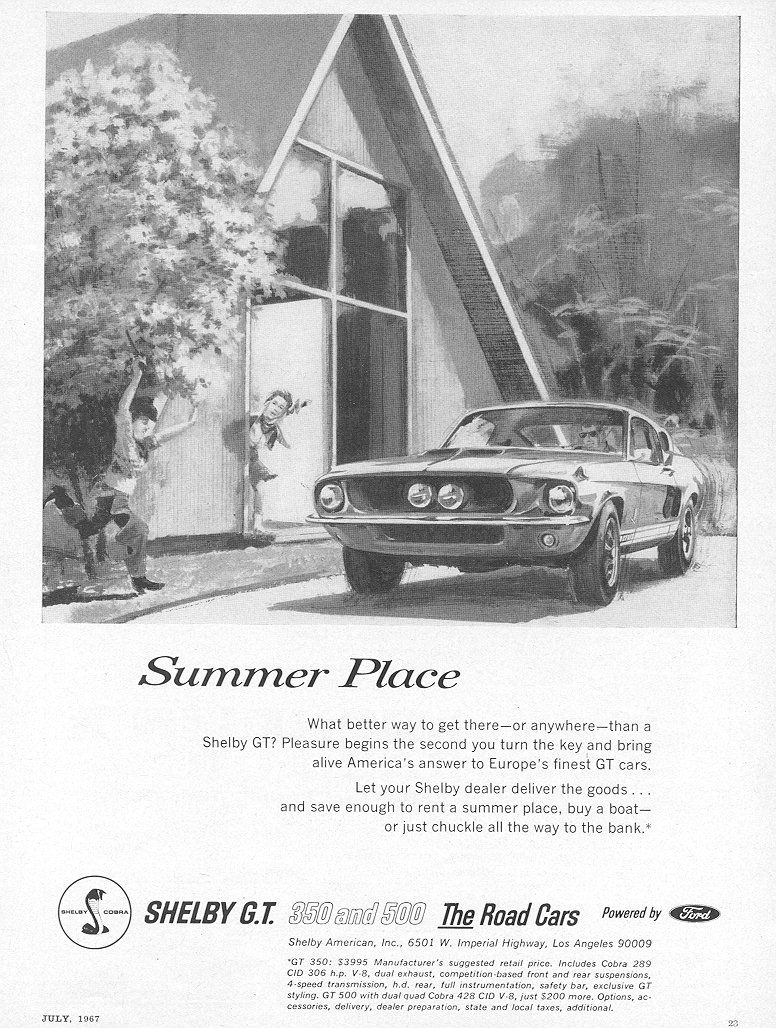 Summer Place
What better way to get there—or anywhere—than a
Shelby GT? Pleasure begins the second you turn the key and bring
alive America's answer to Europe's finest GT cars.
Let your Shelby dealer deliver the goods . . .
and save enough to rent a summer place, buy a boat—
or just chuckle all the way to the bank.*
SHELBY COBRA
SHELBY G.T. 350 and 500 The Road Cars Powered by Ford
Shelby American, Inc., 6501 W. Imperial Highway, Los Angeles 90009
*GT 350: $3995 Manufacturer's suggested retail price. Includes Cobra 289
CID 306 h.p. V-8, dual exhaust, competition-based front and rear suspensions,
4-speed transmission, h.d. rear, full instrumentation, safety bar, exclusive GT
styling. GT 500 with dual quad Cobra 428 CID V-8, just $200 more. Options, ac-
cessories, delivery, dealer preparation, state and local taxes, additional.
JULY, 1967
23